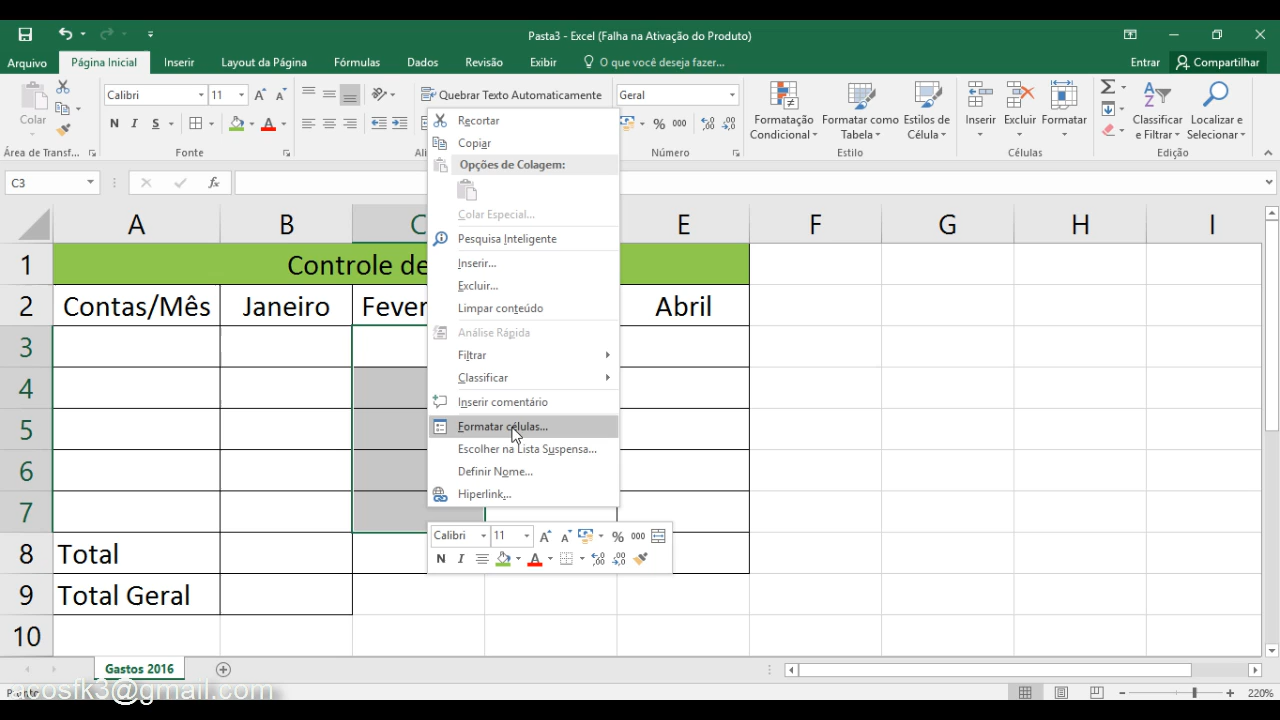 Pasta3 - Excel (Falha na Ativação do Produto)
Arquivo Página Inicial Inserir Layout da Página Fórmulas Dados Revisão Exibir O que você deseja fazer... Entrar Compartilhar
Colar
Calibri 11
N I S
Quebrar Texto Automaticamente
Geral
% 000
Formatação Condicional
Formatar como Tabela
Estilos de Célula
Inserir Excluir Formatar
Classificar e Filtrar
Localizar e Selecionar
Área de Transf... Fonte Número Estilo Células Edição
C3 fx
A B C E F G H I
1 Controle de
2 Contas/Mês Janeiro Fever Abril
3
4
5
6
7
8 Total
9 Total Geral
10
Recortar
Copiar
Opções de Colagem:
Colar Especial...
Pesquisa Inteligente
Inserir...
Excluir...
Limpar conteúdo
Análise Rápida
Filtrar
Classificar
Inserir comentário
Formatar células...
Escolher na Lista Suspensa...
Definir Nome...
Hiperlink...
Calibri 11 A A % 000
N I A
Gastos 2016
220%